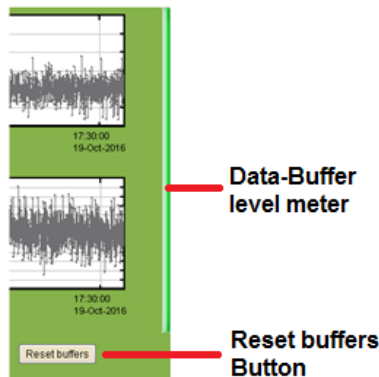 17:30:00
19-Oct-2016
Data-Buffer
level meter
17:30:00
19-Oct-2016
Reset buffers
Reset buffers
Button